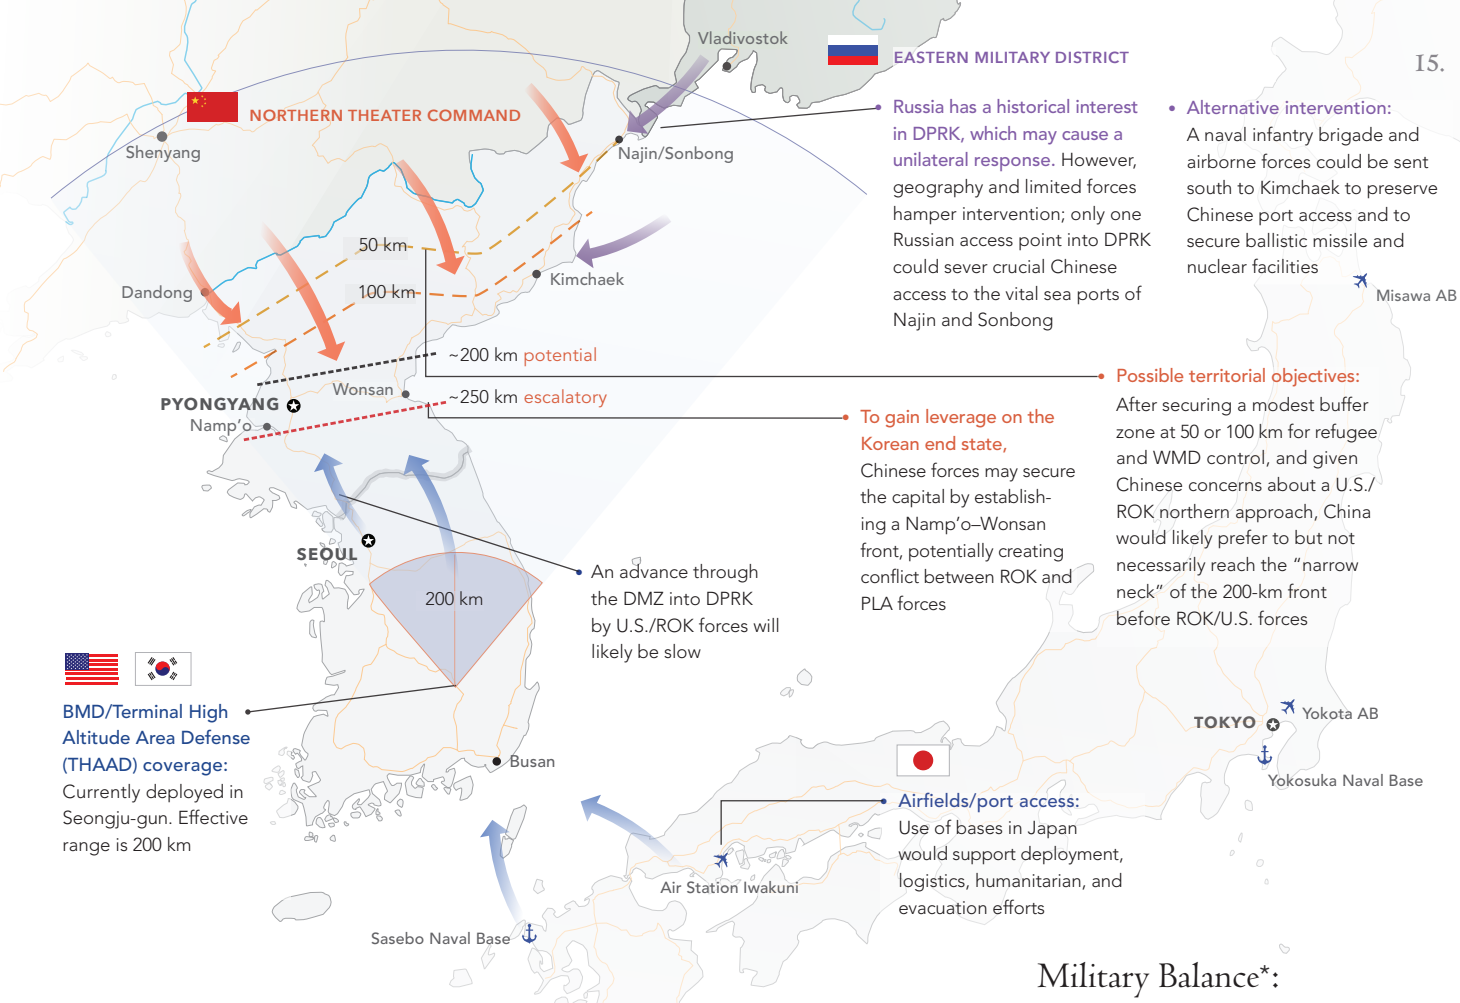 Vladivostok
EASTERN MILITARY DISTRICT
15.
NORTHERN THEATER COMMAND
Shenyang
Najin/Sonbong
Russia has a historical interest
in DPRK, which may cause a
unilateral response. However,
geography and limited forces
hamper intervention; only one
Russian access point into DPRK
could sever crucial Chinese
access to the vital sea ports of
Najin and Sonbong
Alternative intervention:
A naval infantry brigade and
airborne forces could be sent
south to Kimchaek to preserve
Chinese port access and to
secure ballistic missile and
nuclear facilities
50 km
Kimchaek
Dandong
100 km
Misawa AB
~200 km potential
Wonsan
~250 km escalatory
PYONGYANG
Namp'o
Possible territorial objectives:
After securing a modest buffer
zone at 50 or 100 km for refugee
and WMD control, and given
Chinese concerns about a U.S./
ROK northern approach, China
would likely prefer to but not
necessarily reach the “narrow
neck” of the 200-km front
before ROK/U.S. forces
To gain leverage on the
Korean end state,
Chinese forces may secure
the capital by establish-
ing a Namp’o–Wonsan
front, potentially creating
conflict between ROK and
PLA forces
SEOUL
200 km
An advance through
the DMZ into DPRK
by U.S./ROK forces will
likely be slow
BMD/Terminal High
Altitude Area Defense
(THAAD) coverage:
Currently deployed in
Seongju-gun. Effective
range is 200 km
TOKYO
Yokota AB
Busan
Yokosuka Naval Base
Airfields/port access:
Use of bases in Japan
would support deployment,
logistics, humanitarian, and
evacuation efforts
Air Station Iwakuni
Sasebo Naval Base
Military Balance*: